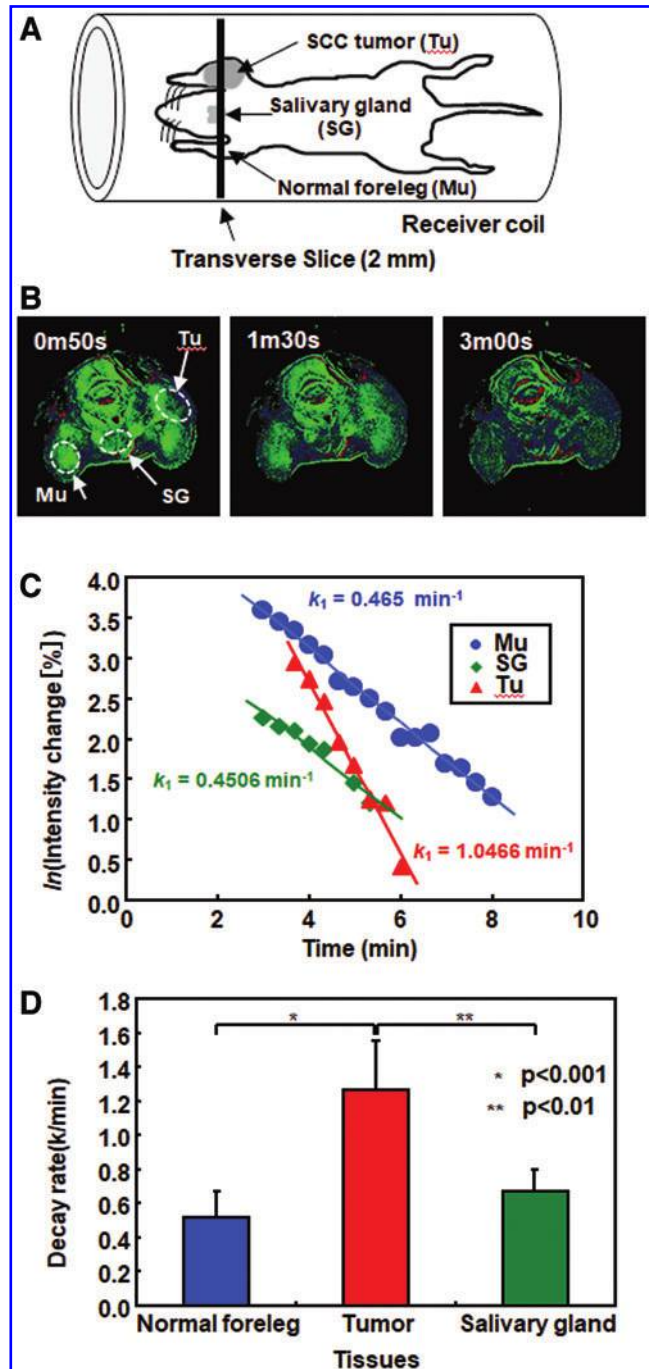 A
SCC tumor (Tu)
Salivary gland
(SG)
Normal foreleg (Mu)
Receiver coil
Transverse Slice (2 mm)
B
0m50s
Tu
Mu
SG
1m30s
3m00s
C
4.0
3.5
3.0
2.5
2.0
1.5
1.0
0.5
0.0
ln(Intensity change[%])
k1 = 0.465 min-1
Mu
SG
Tu
k1 = 0.4506 min-1
k1 = 1.0466 min-1
0 2 4 6 8 10
Time (min)
D
1.8
1.6
1.4
1.2
1.0
0.8
0.6
0.4
0.2
0.0
Decay rate(k/min)
* **
* p<0.001
** p<0.01
Normal foreleg Tumor Salivary gland
Tissues